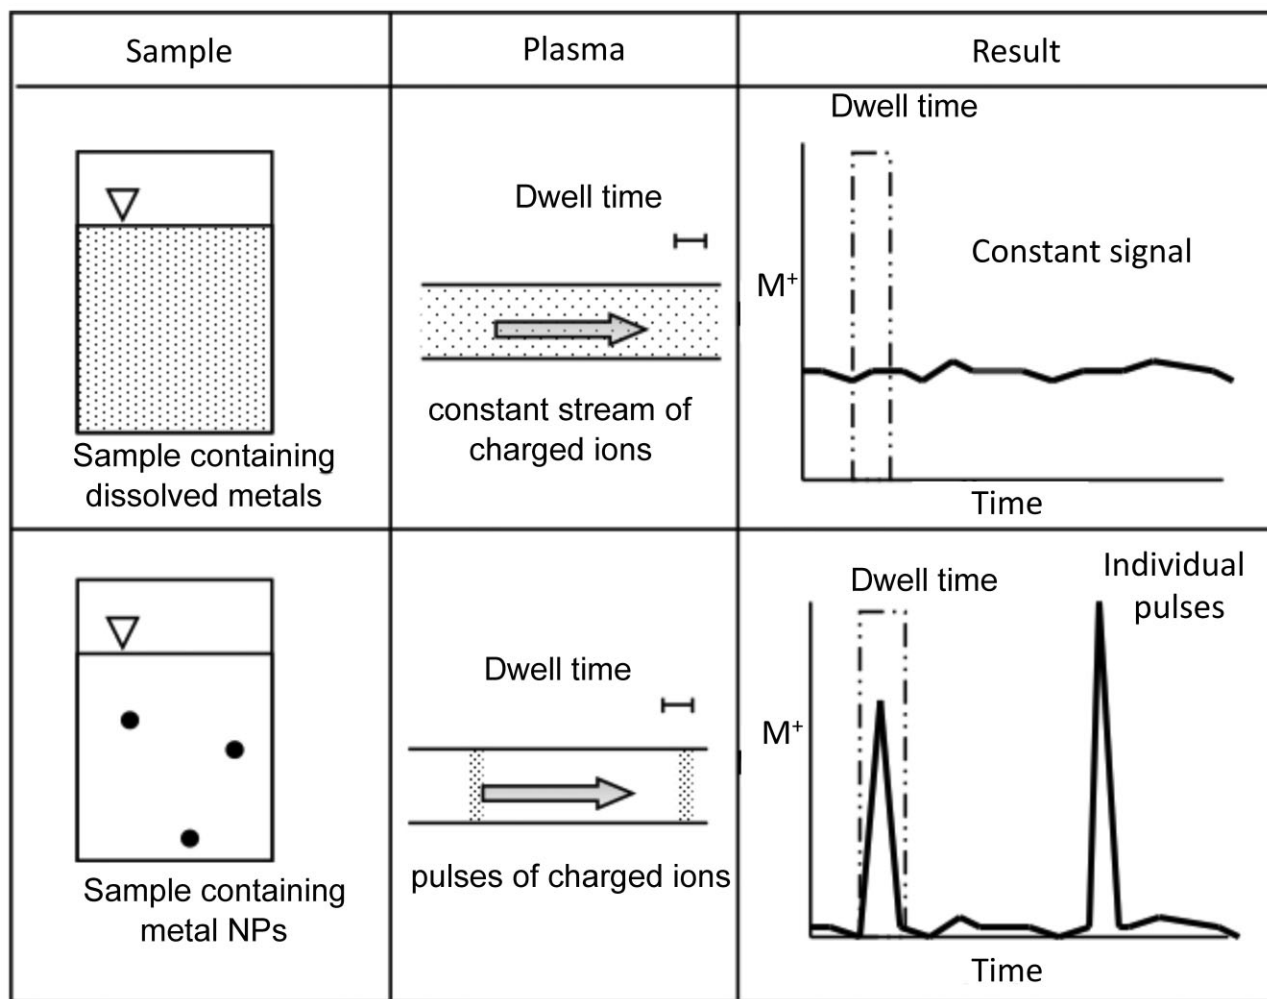 Sample
Plasma
Result
Sample containing
dissolved metals
Dwell time
constant stream of
charged ions
Dwell time
Constant signal
M⁺
Time
Sample containing
metal NPs
Dwell time
pulses of charged ions
Individual
pulses
Dwell time
M⁺
Time